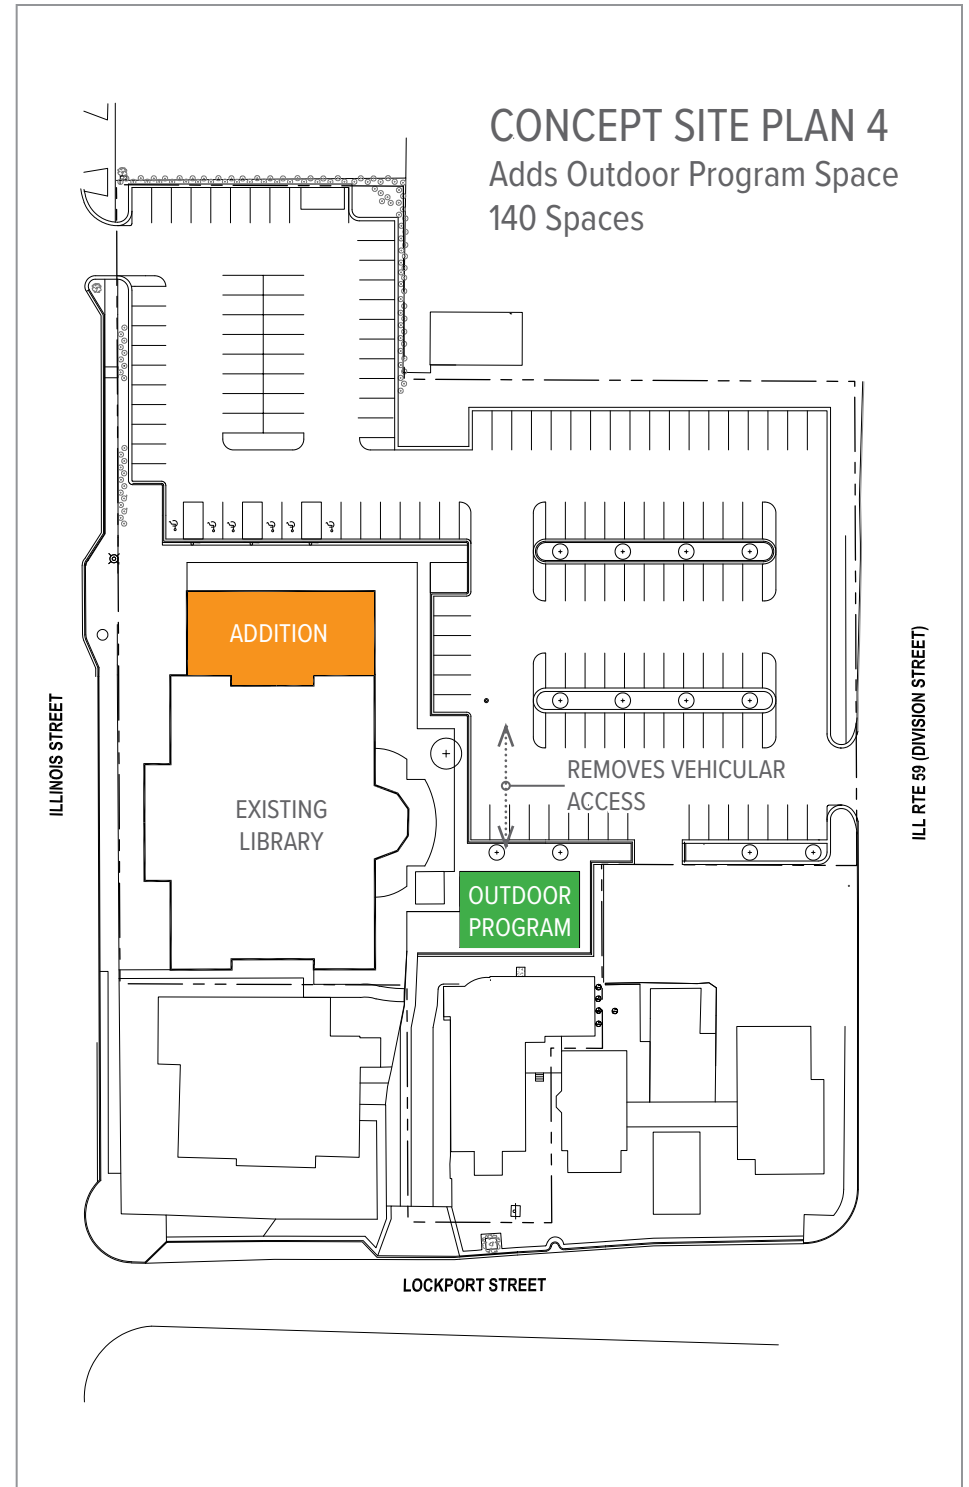 CONCEPT SITE PLAN 4
Adds Outdoor Program Space
140 Spaces
ADDITION
ILLINOIS STREET
ILL RTE 59 (DIVISION STREET)
REMOVES VEHICULAR
ACCESS
EXISTING
LIBRARY
OUTDOOR
PROGRAM
LOCKPORT STREET